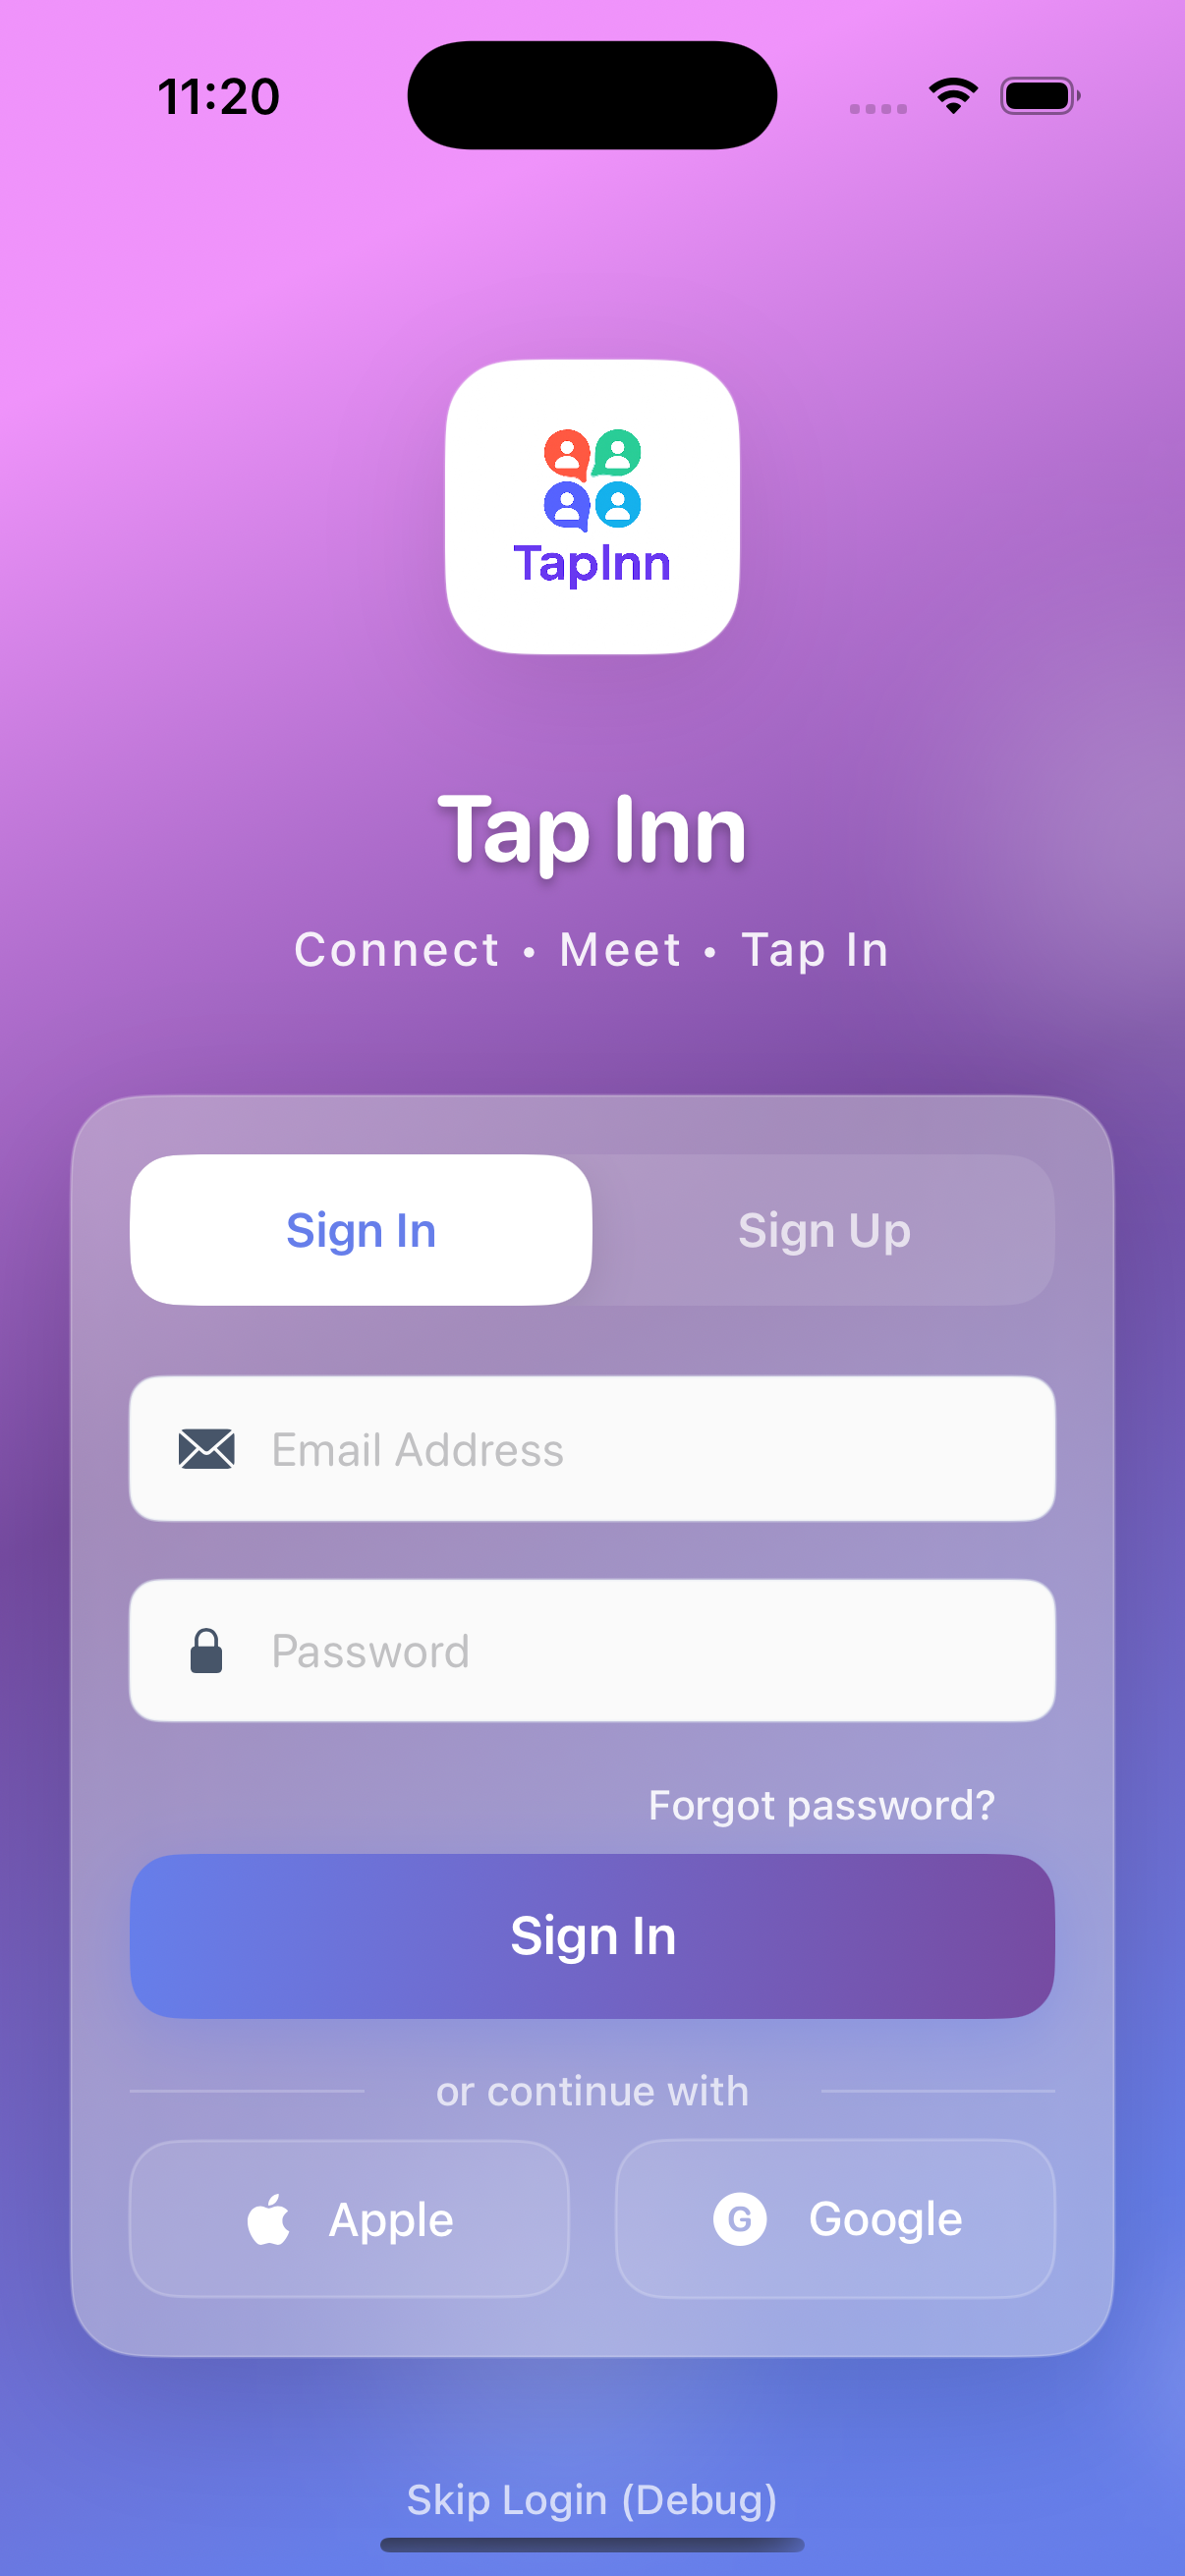 11:20
TapInn
Tap Inn
Connect • Meet • Tap In
Sign In
Sign Up
Email Address
Password
Forgot password?
Sign In
or continue with
Apple
G Google
Skip Login (Debug)